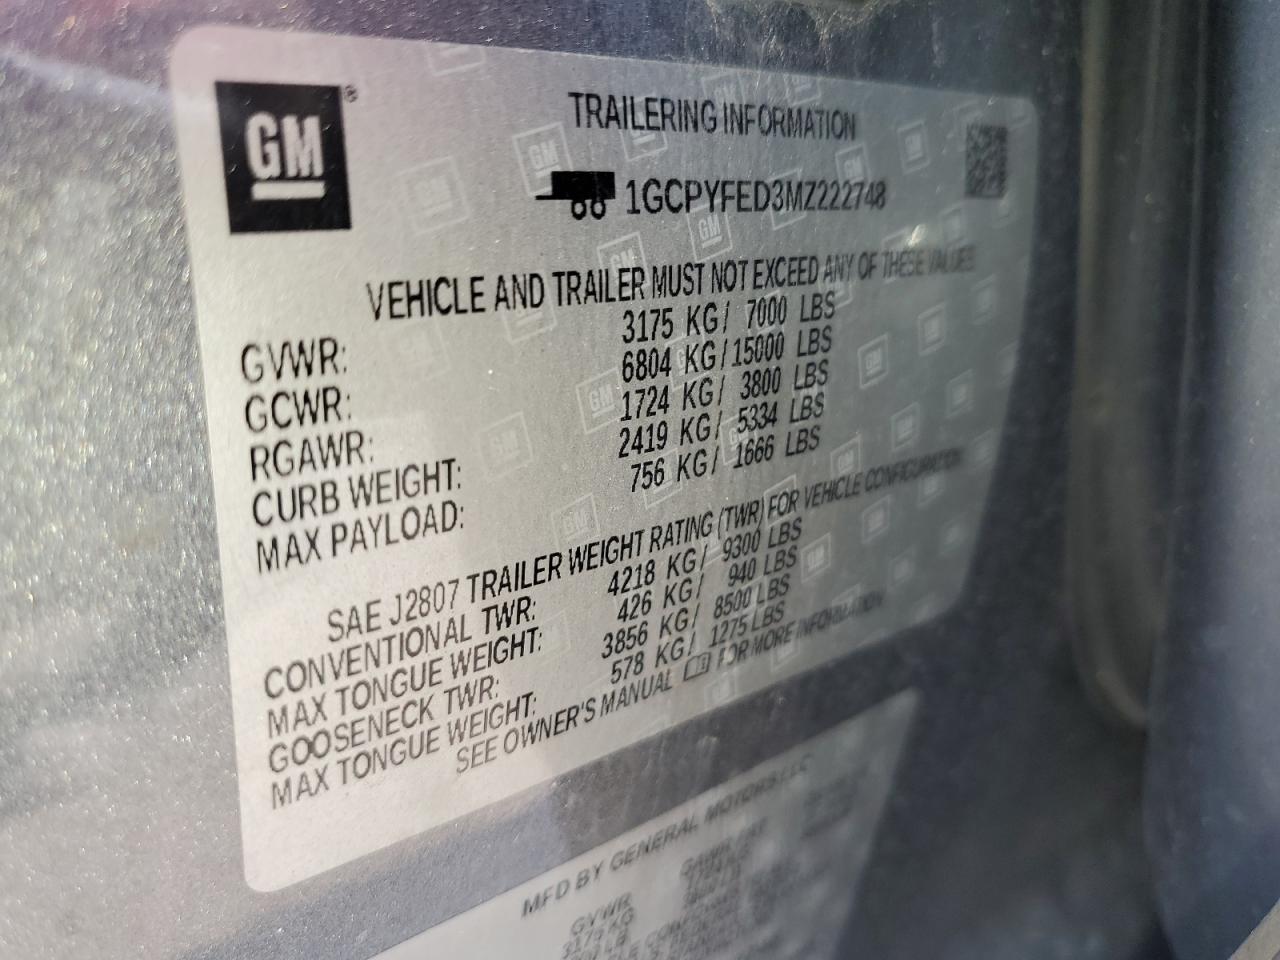 GM ®
TRAILERING INFORMATION
1GCPYFED3MZ222748
VEHICLE AND TRAILER MUST NOT EXCEED ANY OF THESE VALUES
GVWR: 3175 KG/ 7000 LBS
GCWR: 6804 KG/15000 LBS
RGAWR: 1724 KG/ 3800 LBS
CURB WEIGHT: 2419 KG/ 5334 LBS
MAX PAYLOAD: 756 KG/ 1666 LBS
SAE J2807 TRAILER WEIGHT RATING (TWR) FOR VEHICLE CONFIGURATION
CONVENTIONAL TWR: 4218 KG/ 9300 LBS
MAX TONGUE WEIGHT: 426 KG/ 940 LBS
GOOSENECK TWR: 3856 KG/ 8500 LBS
MAX TONGUE WEIGHT: 578 KG/ 1275 LBS
SEE OWNER'S MANUAL FOR MORE INFORMATION
MFD BY GENERAL MOTORS LLC
GVWR
3175 KG